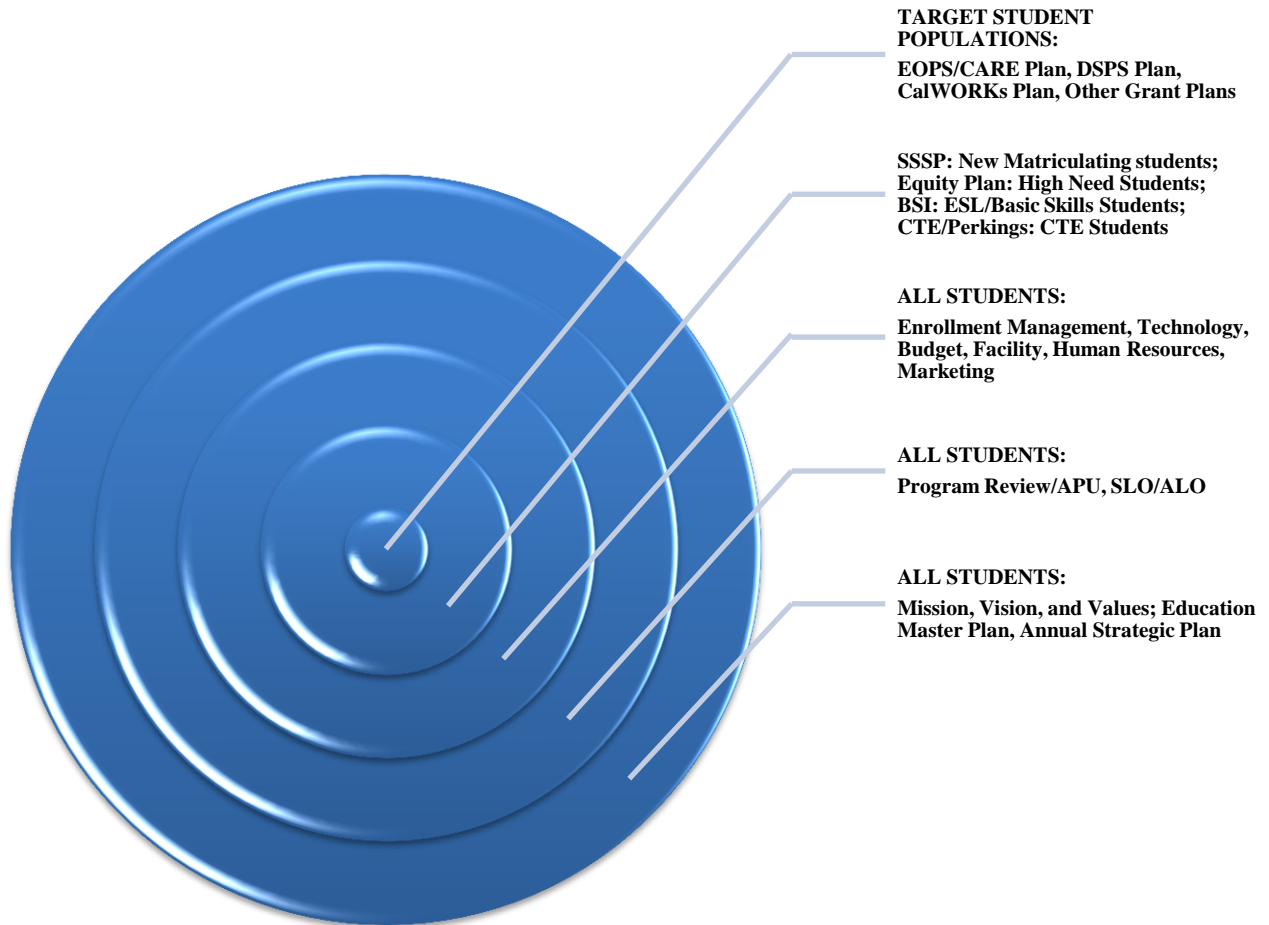 TARGET STUDENT
POPULATIONS:
EOPS/CARE Plan, DSPS Plan,
CalWORKs Plan, Other Grant Plans
SSSP: New Matriculating students;
Equity Plan: High Need Students;
BSI: ESL/Basic Skills Students;
CTE/Perkings: CTE Students
ALL STUDENTS:
Enrollment Management, Technology,
Budget, Facility, Human Resources,
Marketing
ALL STUDENTS:
Program Review/APU, SLO/ALO
ALL STUDENTS:
Mission, Vision, and Values; Education
Master Plan, Annual Strategic Plan